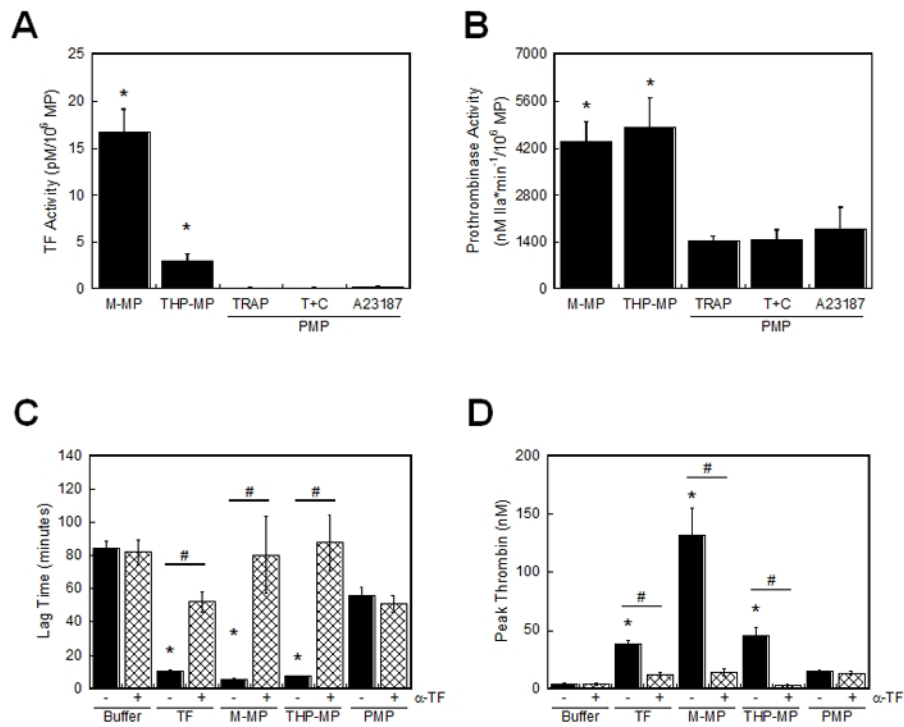 A
TF Activity (pM/10⁶ MP)
25
20
15
10
5
0
*
*
M-MP THP-MP TRAP T+C A23187
PMP
B
Prothrombinase Activity
(nM IIa*min⁻¹/10⁶ MP)
7000
5600
4200
2800
1400
0
*
*
M-MP THP-MP TRAP T+C A23187
PMP
C
Lag Time (minutes)
140
120
100
80
60
40
20
0
# # #
* * *
- + - + - + - + - + α-TF
Buffer TF M-MP THP-MP PMP
D
Peak Thrombin (nM)
200
150
100
50
0
# # #
* * *
- + - + - + - + - + α-TF
Buffer TF M-MP THP-MP PMP